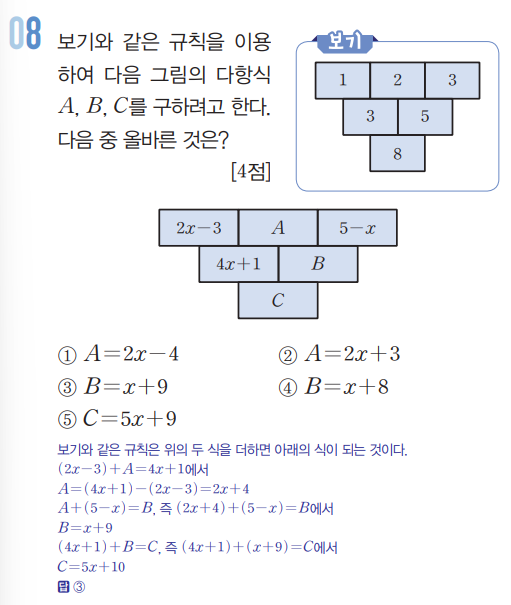 08
보기와 같은 규칙을 이용
하여 다음 그림의 다항식
A, B, C를 구하려고 한다.
다음 중 올바른 것은?
[4점]
보기
1 2 3
3 5
8
2x-3 A 5-x
4x+1 B
C
① A=2x-4 ② A=2x+3
③ B=x+9 ④ B=x+8
⑤ C=5x+9
보기와 같은 규칙은 위의 두 식을 더하면 아래의 식이 되는 것이다.
(2x-3)+A=4x+1에서
A=(4x+1)-(2x-3)=2x+4
A+(5-x)=B, 즉 (2x+4)+(5-x)=B에서
B=x+9
(4x+1)+B=C, 즉 (4x+1)+(x+9)=C에서
C=5x+10
답 ③